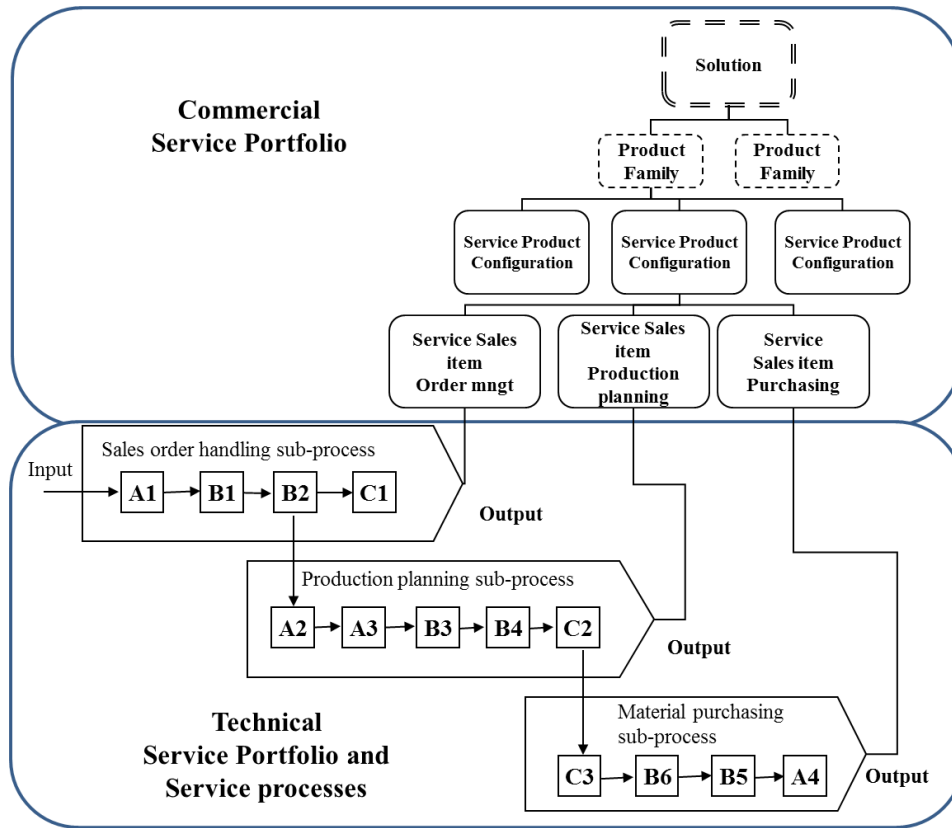 Solution
Commercial
Service Portfolio
Product
Family
Product
Family
Service Product
Configuration
Service Product
Configuration
Service Product
Configuration
Service Sales
item
Order mngt
Service Sales
item
Production
planning
Service
Sales item
Purchasing
Sales order handling sub-process
Input
A1
B1
B2
C1
Output
Production planning sub-process
A2
A3
B3
B4
C2
Output
Material purchasing
sub-process
C3
B6
B5
A4
Output
Technical
Service Portfolio and
Service processes